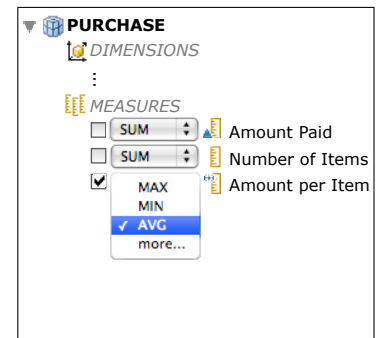 PURCHASE
DIMENSIONS
⋮
MEASURES
SUM Amount Paid
SUM Number of Items
Amount per Item
MAX
MIN
✓ AVG
more...